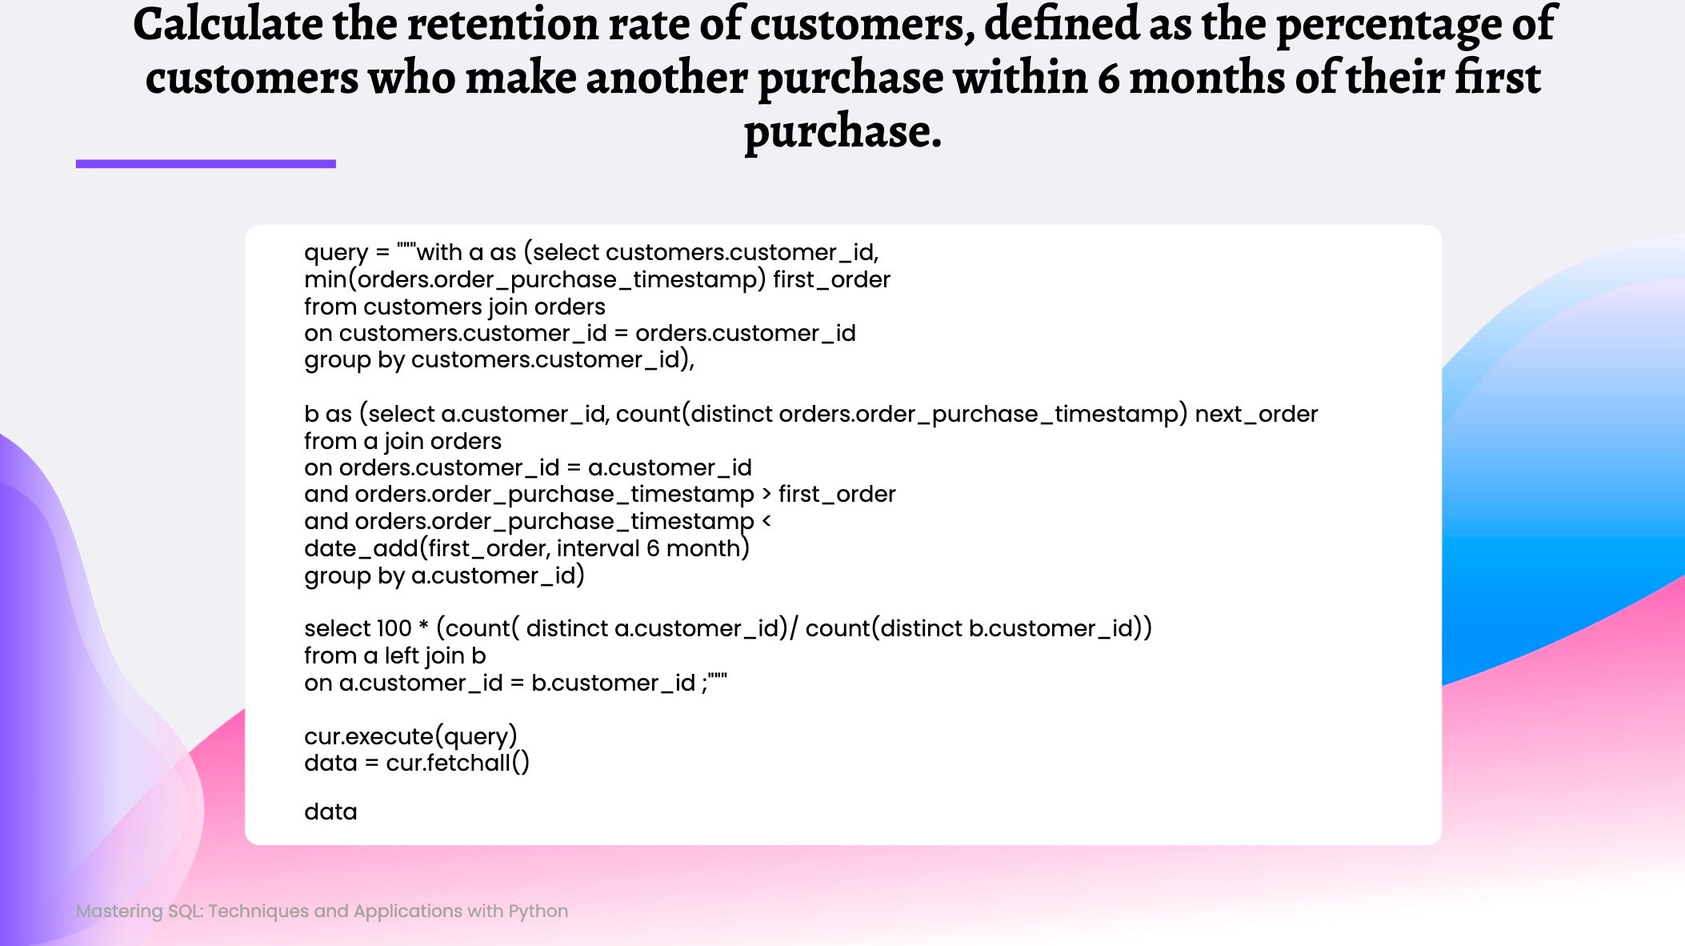 Calculate the retention rate of customers, defined as the percentage of
customers who make another purchase within 6 months of their first
purchase.
query = """with a as (select customers.customer_id,
min(orders.order_purchase_timestamp) first_order
from customers join orders
on customers.customer_id = orders.customer_id
group by customers.customer_id),
b as (select a.customer_id, count(distinct orders.order_purchase_timestamp) next_order
from a join orders
on orders.customer_id = a.customer_id
and orders.order_purchase_timestamp > first_order
and orders.order_purchase_timestamp <
date_add(first_order, interval 6 month)
group by a.customer_id)
select 100 * (count( distinct a.customer_id)/ count(distinct b.customer_id))
from a left join b
on a.customer_id = b.customer_id ;"""
cur.execute(query)
data = cur.fetchall()
data
Mastering SQL: Techniques and Applications with Python